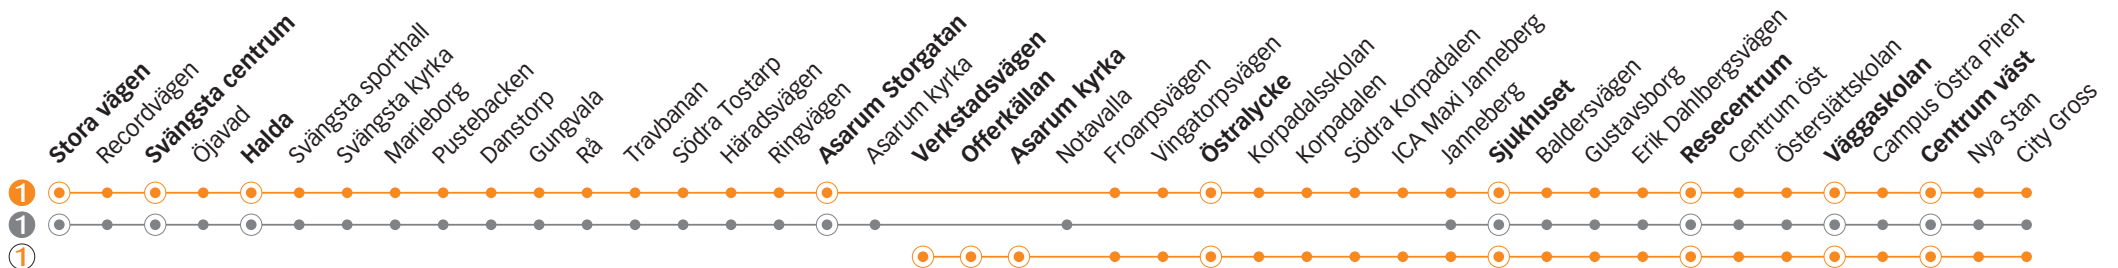 Stora vägen
Recordvägen
Svängsta centrum
Öjavad
Halda
Svängsta sporthall
Svängsta kyrka
Marieborg
Pustebacken
Danstorp
Gungvala
Rå
Travbanan
Södra Tostarp
Häradsvägen
Ringvägen
Asarum Storgatan
Asarum Kyrka
Verkstadsvägen
Offerkällan
Asarum kyrka
Notavalla
Froarpsvägen
Vingatorpsvägen
Östralycke
Korpadalsskolan
Korpadalen
Södra Korpadalen
ICA Maxi Janneberg
Janneberg
Sjukhuset
Baldersvägen
Gustavsborg
Erik Dahlbergsvägen
Resecentrum
Centrum öst
Österslättskolan
Väggaskolan
Campus Östra Piren
Centrum väst
Nya Stan
City Gross
1
1
1